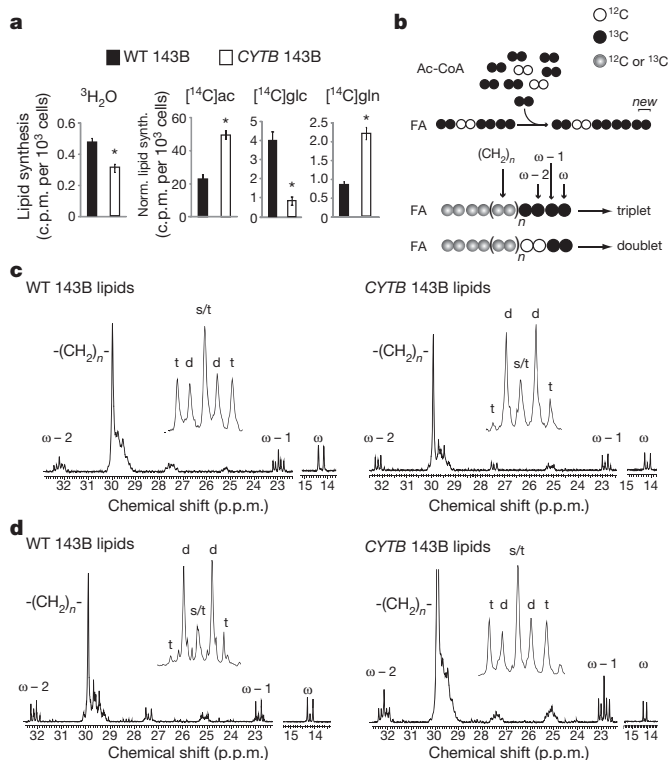 a
WT 143B CYTB 143B
³H₂O [¹⁴C]ac [¹⁴C]glc [¹⁴C]gln
Lipid synthesis
(c.p.m. per 10³ cells)
0.6
0.4
0.2
0
*
Norm. lipid synth.
(c.p.m. per 10³ cells)
60
40
20
0
*
5
4
3
2
1
0
*
2.5
2.0
1.5
1.0
0.5
0
*
b
¹²C
¹³C
¹²C or ¹³C
Ac-CoA
new
FA FA
(CH₂)n
ω – 1
ω – 2 ω
FA n triplet
FA n doublet
c
WT 143B lipids
-(CH₂)n-
s/t
t d d t
ω – 2 ω – 1 ω
32 31 30 29 28 27 26 25 24 23 15 14
Chemical shift (p.p.m.)
CYTB 143B lipids
-(CH₂)n-
d d
s/t
t t
ω – 2 ω – 1 ω
32 31 30 29 28 27 26 25 24 23 15 14
Chemical shift (p.p.m.)
d
WT 143B lipids
-(CH₂)n-
d d
s/t
t t
ω – 2 ω – 1 ω
32 31 30 29 28 27 26 25 24 23 15 14
Chemical shift (p.p.m.)
CYTB 143B lipids
-(CH₂)n-
s/t
t d d t
ω – 2 ω – 1 ω
32 31 30 29 28 27 26 25 24 23 15 14
Chemical shift (p.p.m.)